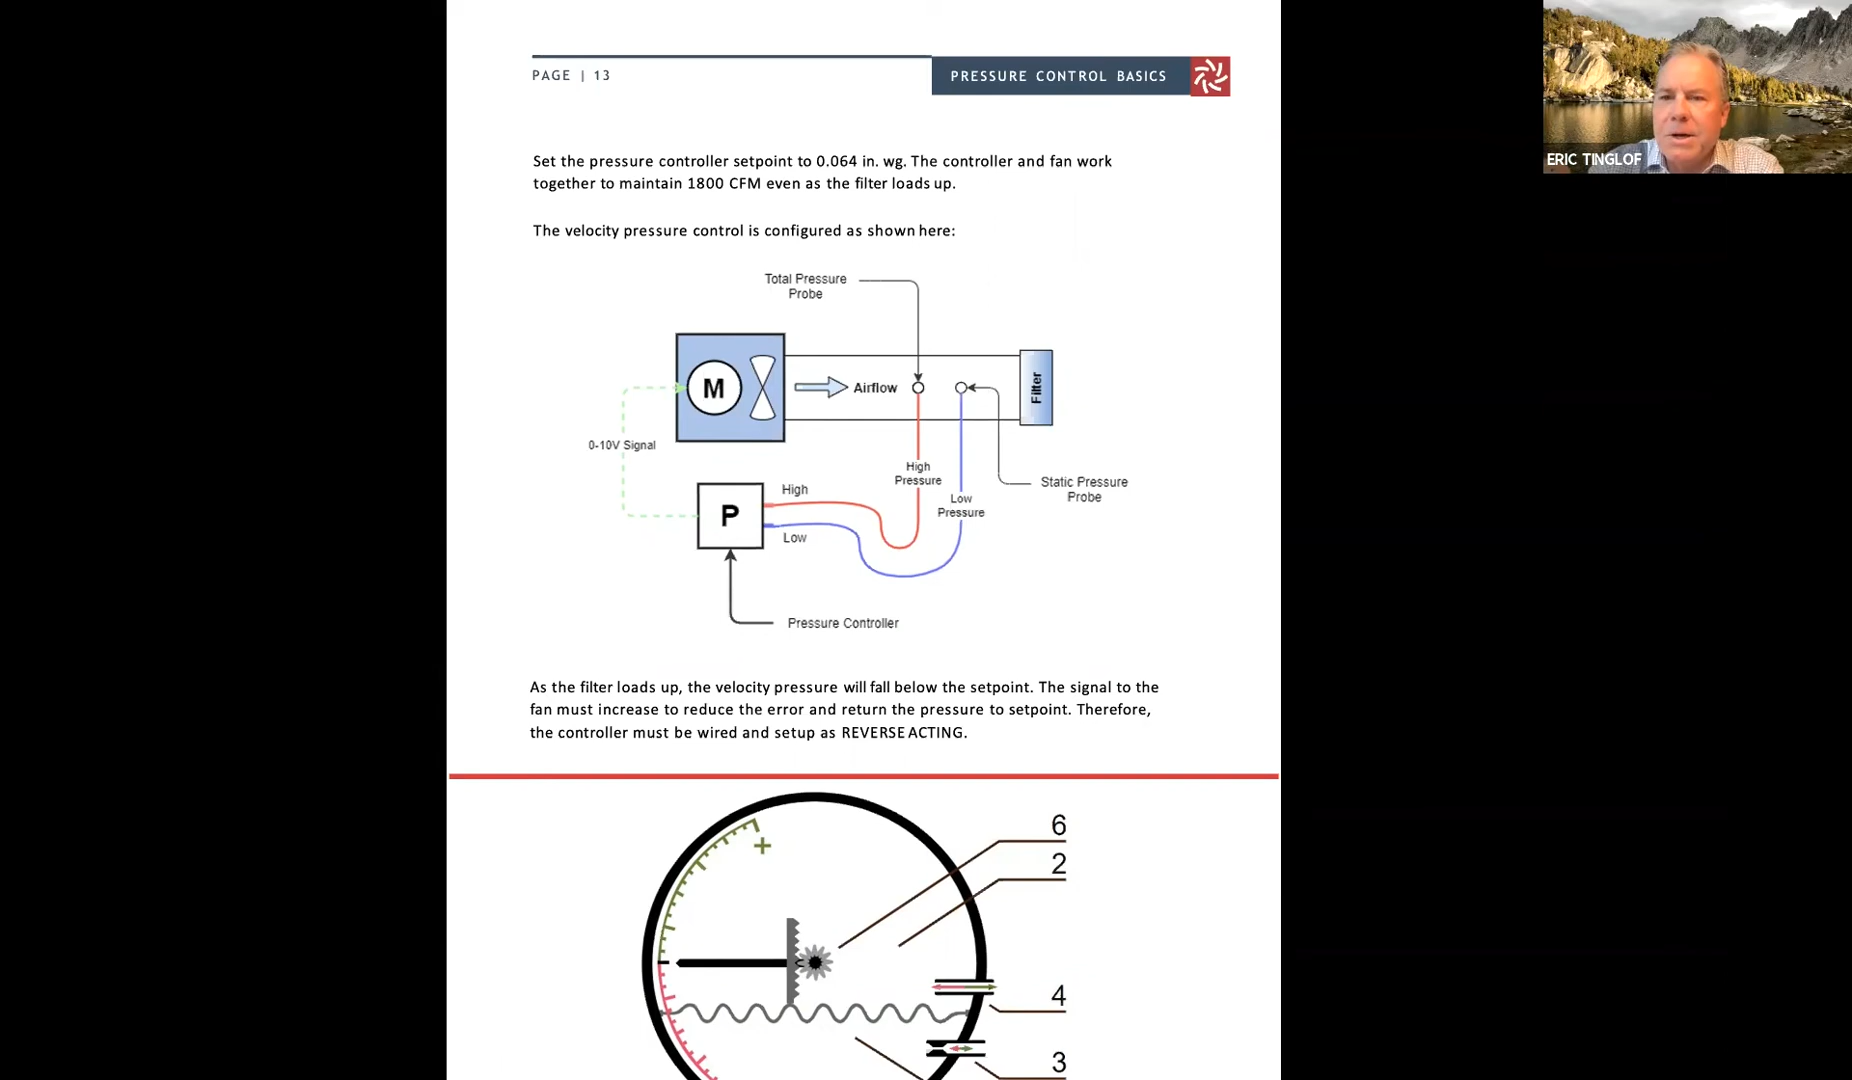 PAGE | 13
PRESSURE CONTROL BASICS
ERIC TINGLOF
Set the pressure controller setpoint to 0.064 in. wg. The controller and fan work
together to maintain 1800 CFM even as the filter loads up.
The velocity pressure control is configured as shown here:
Total Pressure
Probe
M
Airflow
Filter
0-10V Signal
High
Pressure
Static Pressure
Probe
High
Low
Pressure
P
Low
Pressure Controller
As the filter loads up, the velocity pressure will fall below the setpoint. The signal to the
fan must increase to reduce the error and return the pressure to setpoint. Therefore,
the controller must be wired and setup as REVERSE ACTING.
6
+
2
4
3